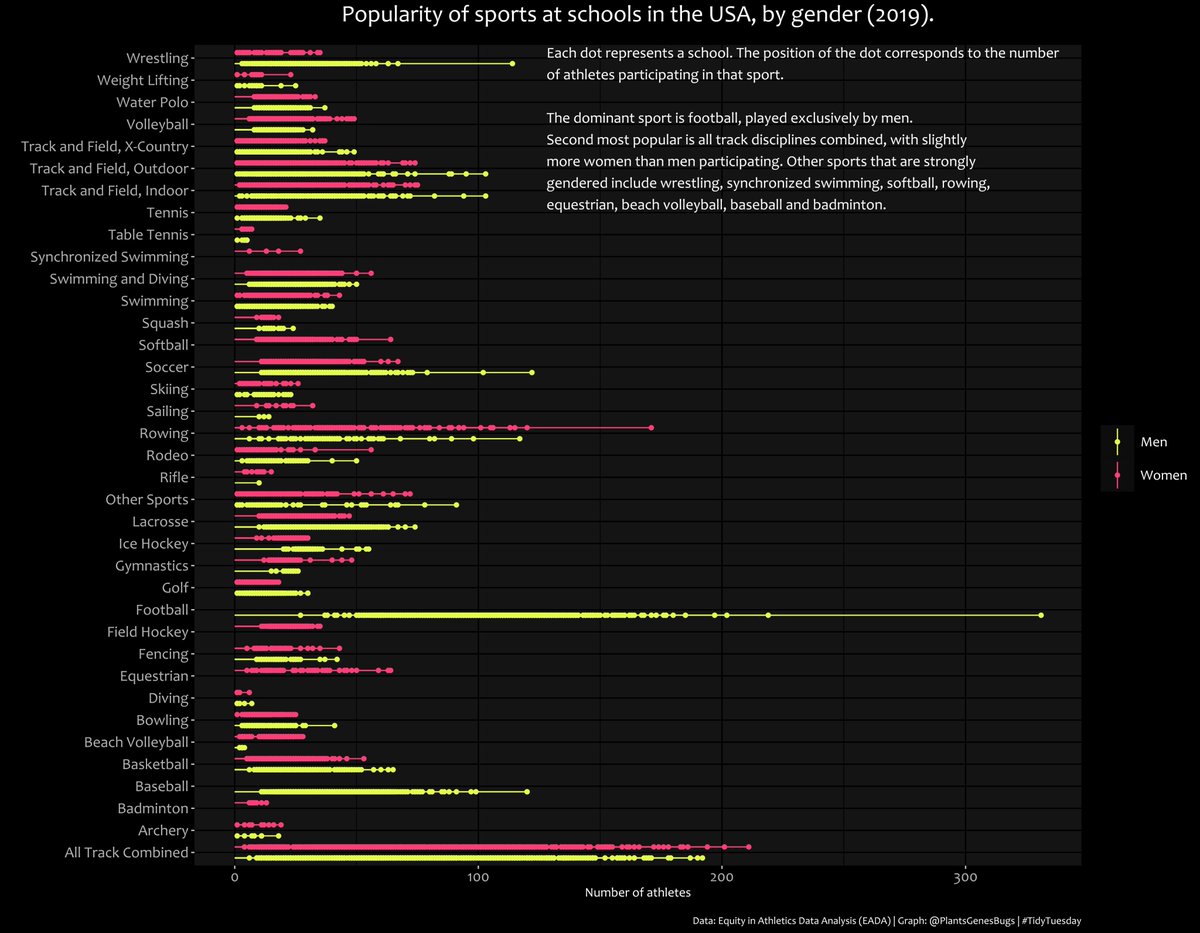 Popularity of sports at schools in the USA, by gender (2019).
Each dot represents a school. The position of the dot corresponds to the number
of athletes participating in that sport.
The dominant sport is football, played exclusively by men.
Second most popular is all track disciplines combined, with slightly
more women than men participating. Other sports that are strongly
gendered include wrestling, synchronized swimming, softball, rowing,
equestrian, beach volleyball, baseball and badminton.
Wrestling
Weight Lifting
Water Polo
Volleyball
Track and Field, X-Country
Track and Field, Outdoor
Track and Field, Indoor
Tennis
Table Tennis
Synchronized Swimming
Swimming and Diving
Swimming
Squash
Softball
Soccer
Skiing
Sailing
Rowing
Rodeo
Rifle
Other Sports
Lacrosse
Ice Hockey
Gymnastics
Golf
Football
Field Hockey
Fencing
Equestrian
Diving
Bowling
Beach Volleyball
Basketball
Baseball
Badminton
Archery
All Track Combined
Men
Women
0 100 200 300
Number of athletes
Data: Equity in Athletics Data Analysis (EADA) | Graph: @PlantsGenesBugs | #TidyTuesday